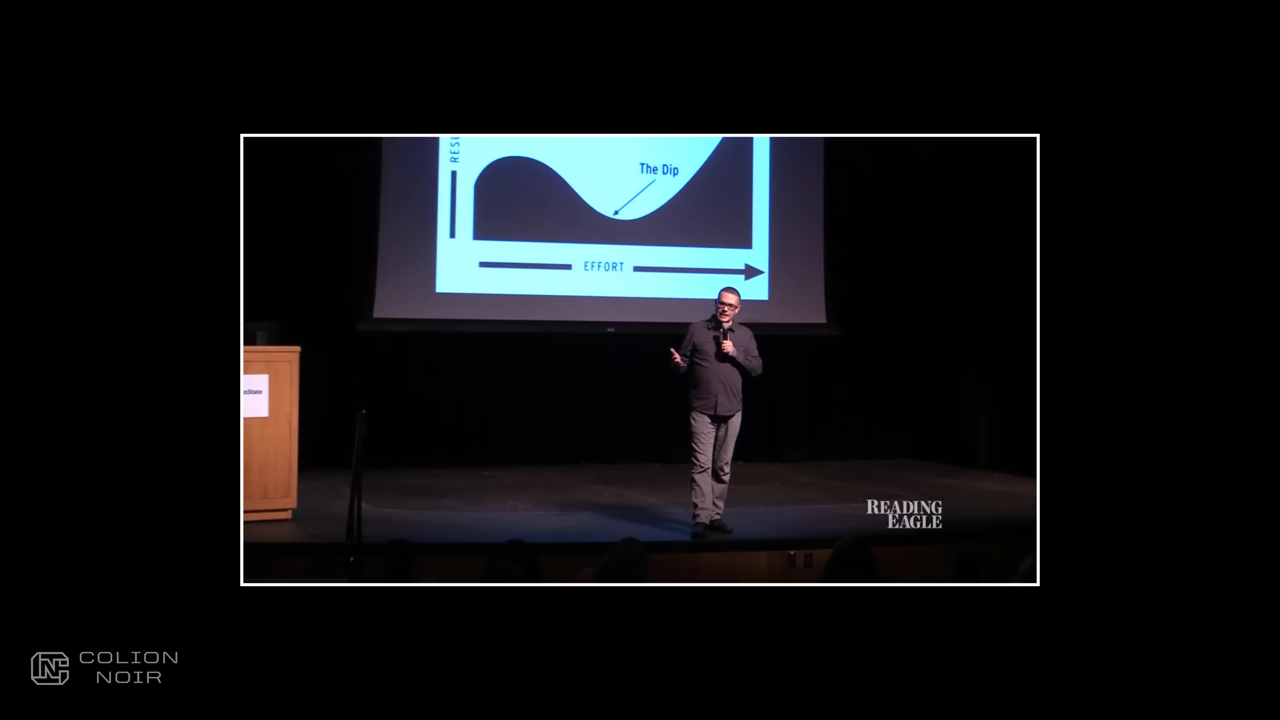 The Dip
EFFORT
READING
EAGLE
COLION
NOIR